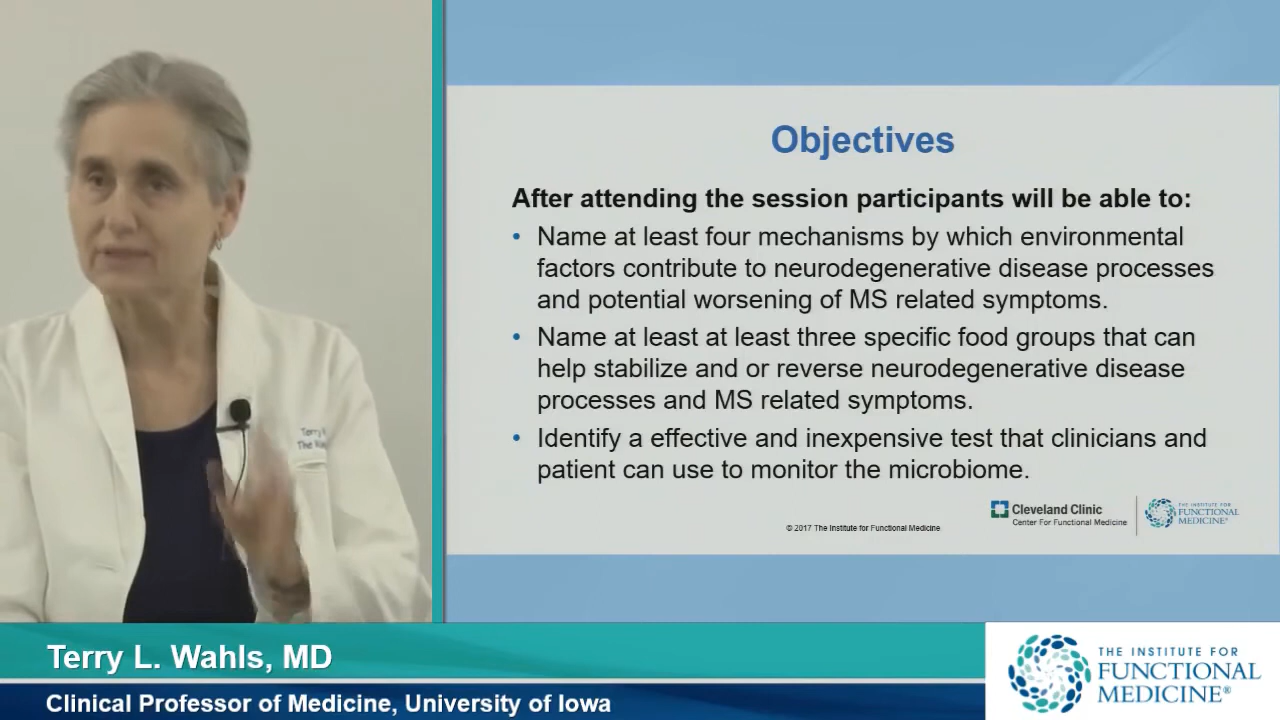 Objectives
After attending the session participants will be able to:
• Name at least four mechanisms by which environmental
factors contribute to neurodegenerative disease processes
and potential worsening of MS related symptoms.
• Name at least at least three specific food groups that can
help stabilize and or reverse neurodegenerative disease
processes and MS related symptoms.
• Identify a effective and inexpensive test that clinicians and
patient can use to monitor the microbiome.
Cleveland Clinic
Center For Functional Medicine
THE INSTITUTE FOR
FUNCTIONAL
MEDICINE®
© 2017 The Institute for Functional Medicine
Terry
The
Terry L. Wahls, MD
Clinical Professor of Medicine, University of Iowa
THE INSTITUTE FOR
FUNCTIONAL
MEDICINE®